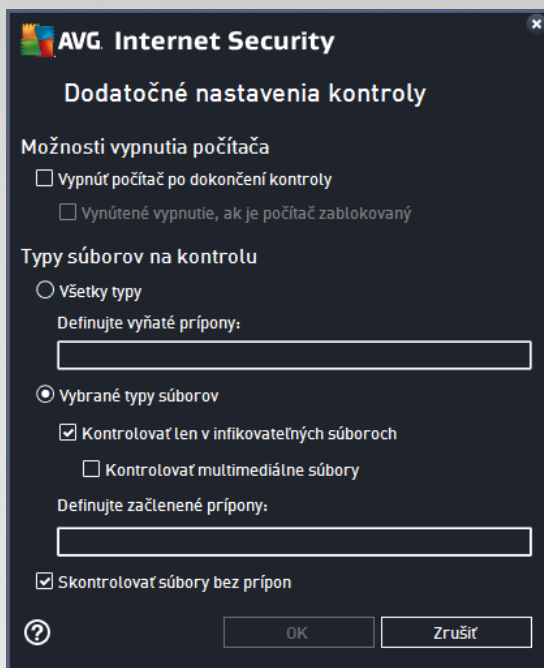 AVG. Internet Security
Dodatočné nastavenia kontroly
Možnosti vypnutia počítača
Vypnúť počítač po dokončení kontroly
Vynútené vypnutie, ak je počítač zablokovaný
Typy súborov na kontrolu
Všetky typy
Definujte vyňaté prípony:
Vybrané typy súborov
Kontrolovať len v infikovateľných súboroch
Kontrolovať multimediálne súbory
Definujte začlenené prípony:
Skontrolovať súbory bez prípon
? OK Zrušiť